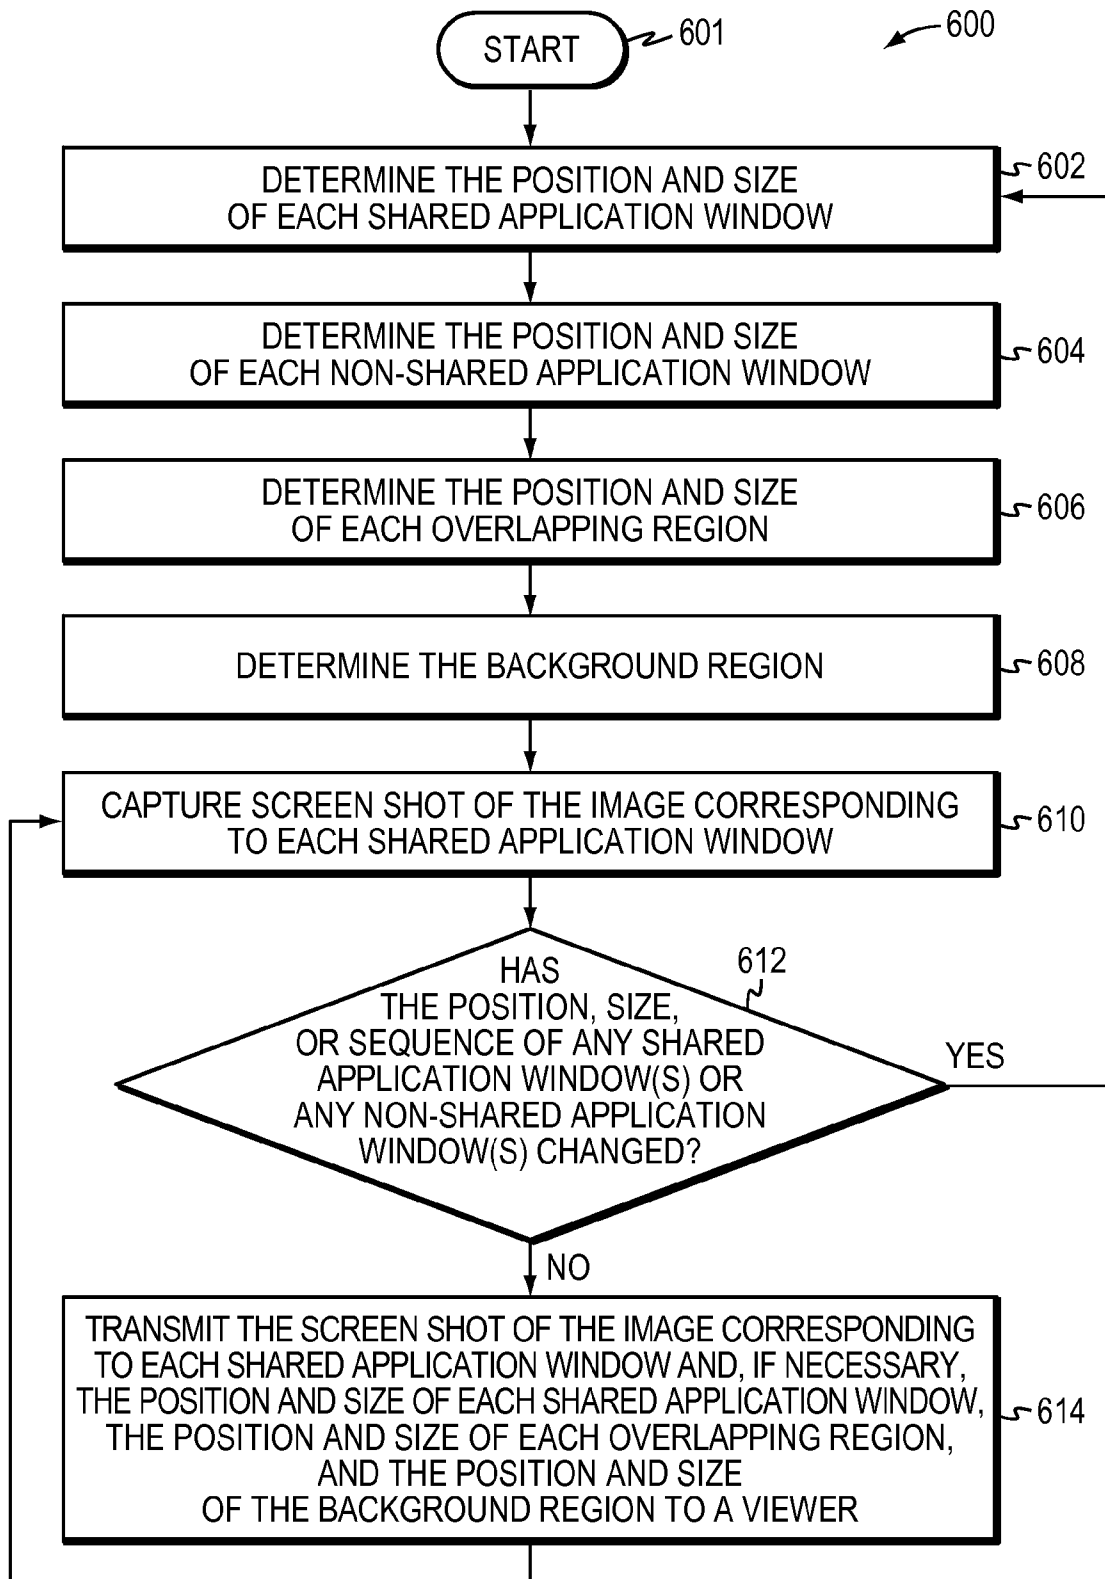 START
601
600
DETERMINE THE POSITION AND SIZE
OF EACH SHARED APPLICATION WINDOW
602
DETERMINE THE POSITION AND SIZE
OF EACH NON-SHARED APPLICATION WINDOW
604
DETERMINE THE POSITION AND SIZE
OF EACH OVERLAPPING REGION
606
DETERMINE THE BACKGROUND REGION
608
CAPTURE SCREEN SHOT OF THE IMAGE CORRESPONDING
TO EACH SHARED APPLICATION WINDOW
610
HAS
THE POSITION, SIZE,
OR SEQUENCE OF ANY SHARED
APPLICATION WINDOW(S) OR
ANY NON-SHARED APPLICATION
WINDOW(S) CHANGED?
612
YES
NO
TRANSMIT THE SCREEN SHOT OF THE IMAGE CORRESPONDING
TO EACH SHARED APPLICATION WINDOW AND, IF NECESSARY,
THE POSITION AND SIZE OF EACH SHARED APPLICATION WINDOW,
THE POSITION AND SIZE OF EACH OVERLAPPING REGION,
AND THE POSITION AND SIZE
OF THE BACKGROUND REGION TO A VIEWER
614